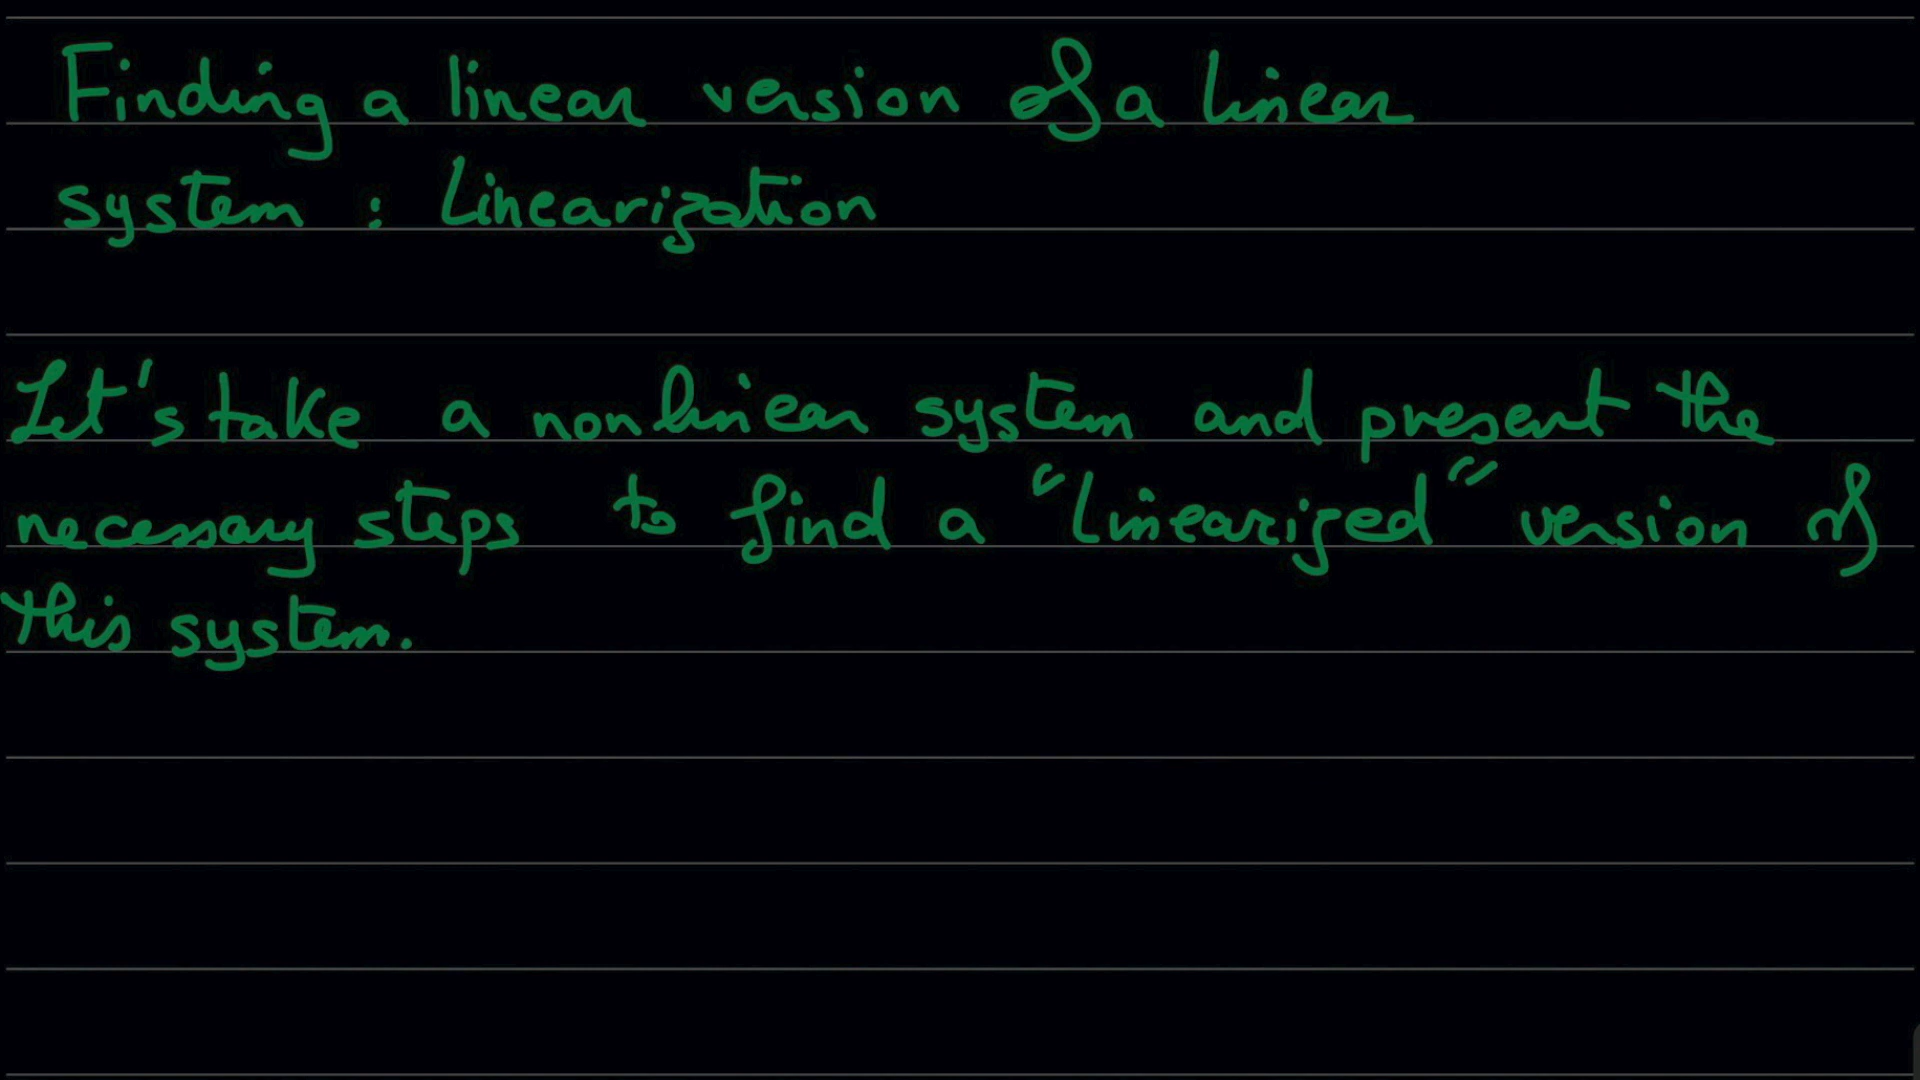 Finding a linear version of a linear
system : Linearization
Let's take a nonlinear system and present the
necessary steps to find a "linearized" version of
this system.